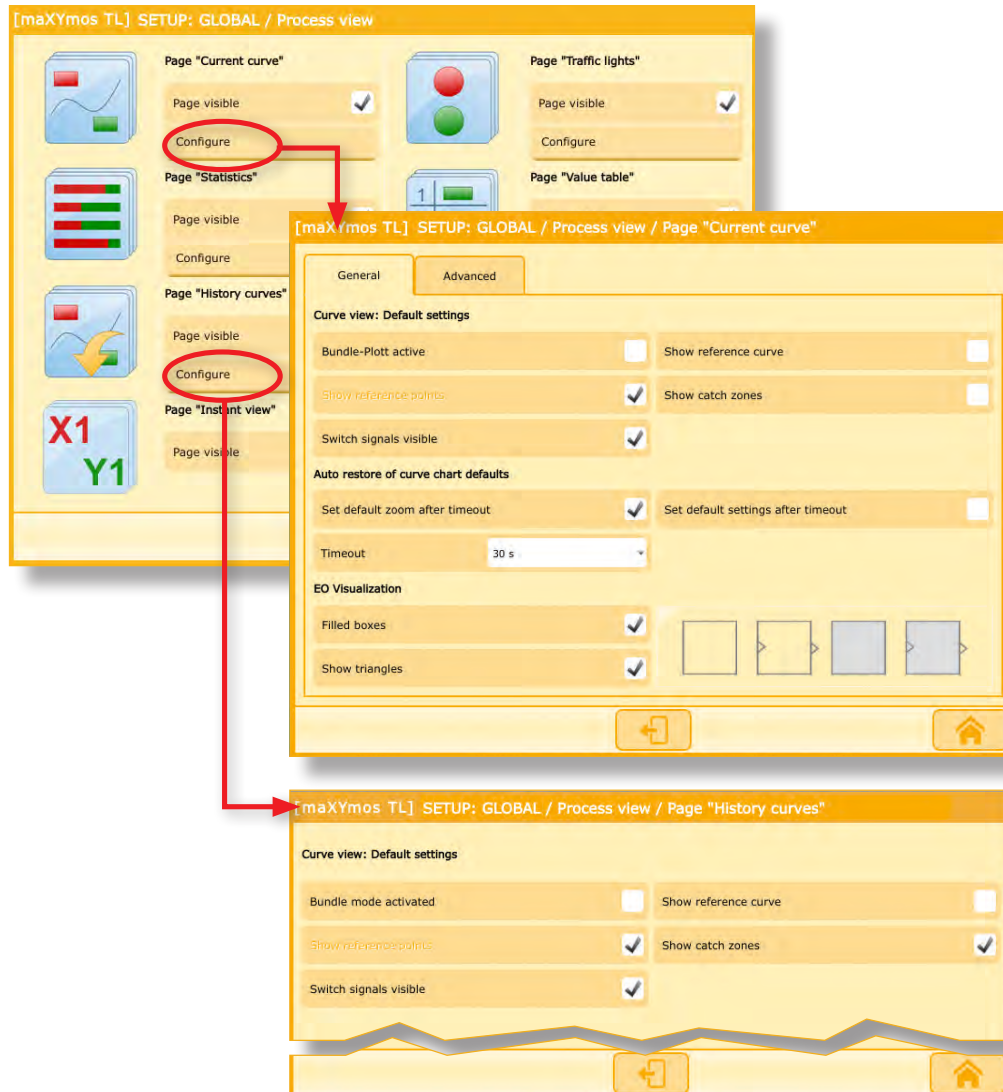 [maXYmos TL] SETUP: GLOBAL / Process view
Page "Current curve"
Page visible
Configure
Page "Traffic lights"
Page visible
Configure
Page "Statistics"
Page visible
Configure
Page "Value table"
1
Page "History curves"
Page visible
Configure
Page "Instant view"
Page visible
X1
Y1
[maXYmos TL] SETUP: GLOBAL / Process view / Page "Current curve"
General
Advanced
Curve view: Default settings
Bundle-Plott active
Show reference curve
Show reference points
Show catch zones
Switch signals visible
Auto restore of curve chart defaults
Set default zoom after timeout
Set default settings after timeout
Timeout
30 s
EO Visualization
Filled boxes
Show triangles
[maXYmos TL] SETUP: GLOBAL / Process view / Page "History curves"
Curve view: Default settings
Bundle mode activated
Show reference curve
Show reference points
Show catch zones
Switch signals visible